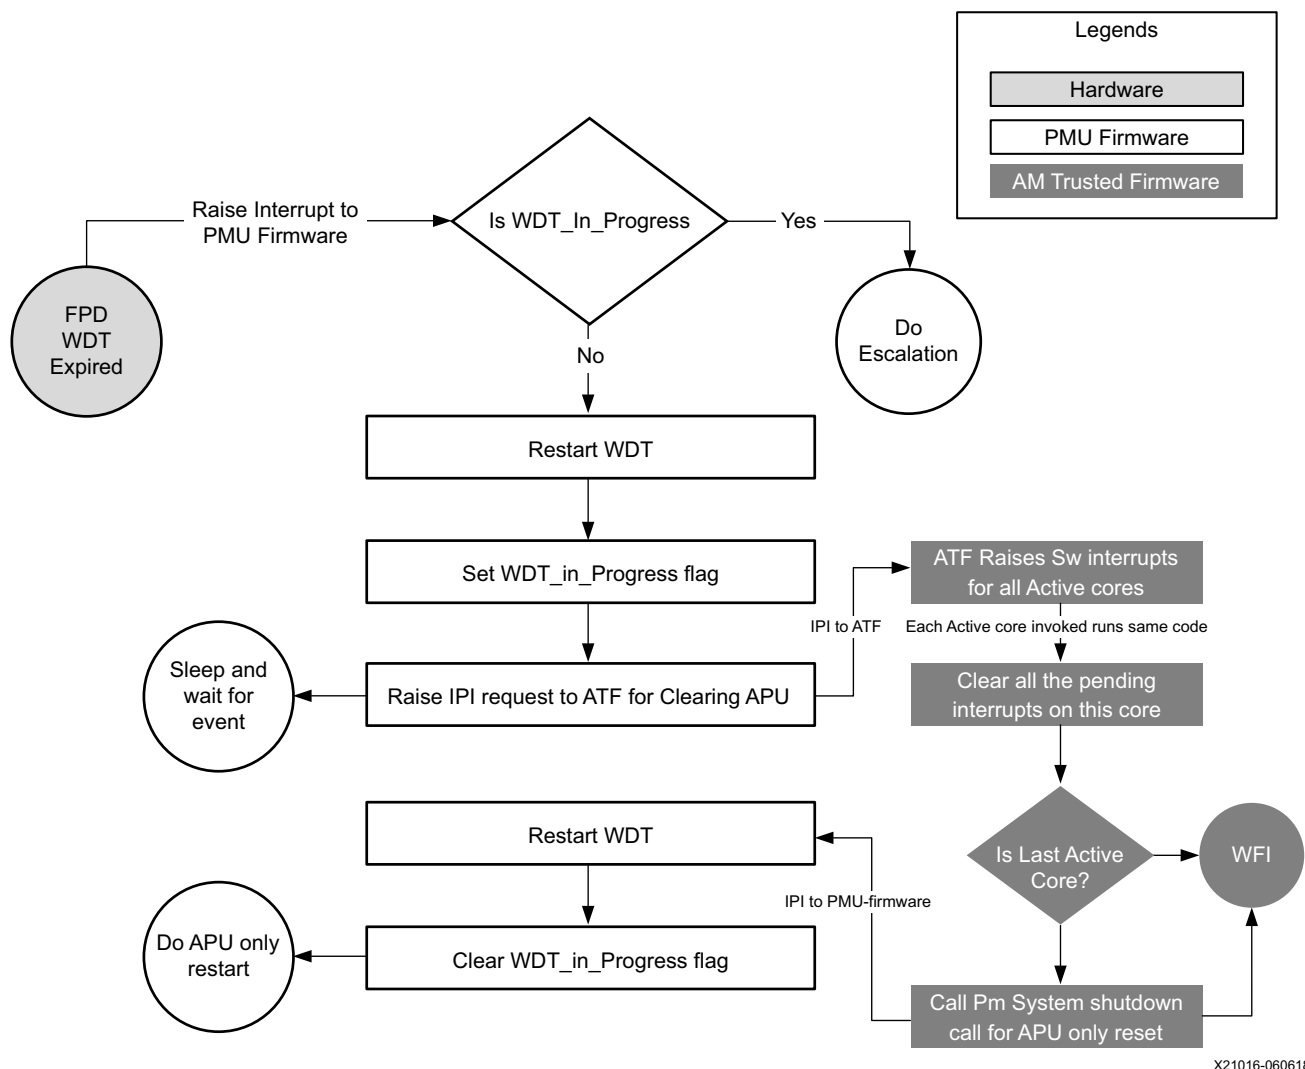 Legends
Hardware
PMU Firmware
AM Trusted Firmware
Raise Interrupt to
PMU Firmware
Is WDT_In_Progress
Yes
FPD
WDT
Expired
Do
Escalation
No
Restart WDT
Set WDT_in_Progress flag
ATF Raises Sw interrupts
for all Active cores
IPI to ATF
Each Active core invoked runs same code
Sleep and
wait for
event
Raise IPI request to ATF for Clearing APU
Clear all the pending
interrupts on this core
Restart WDT
Is Last Active
Core?
WFI
IPI to PMU-firmware
Do APU only
restart
Clear WDT_in_Progress flag
Call Pm System shutdown
call for APU only reset
X21016-060618